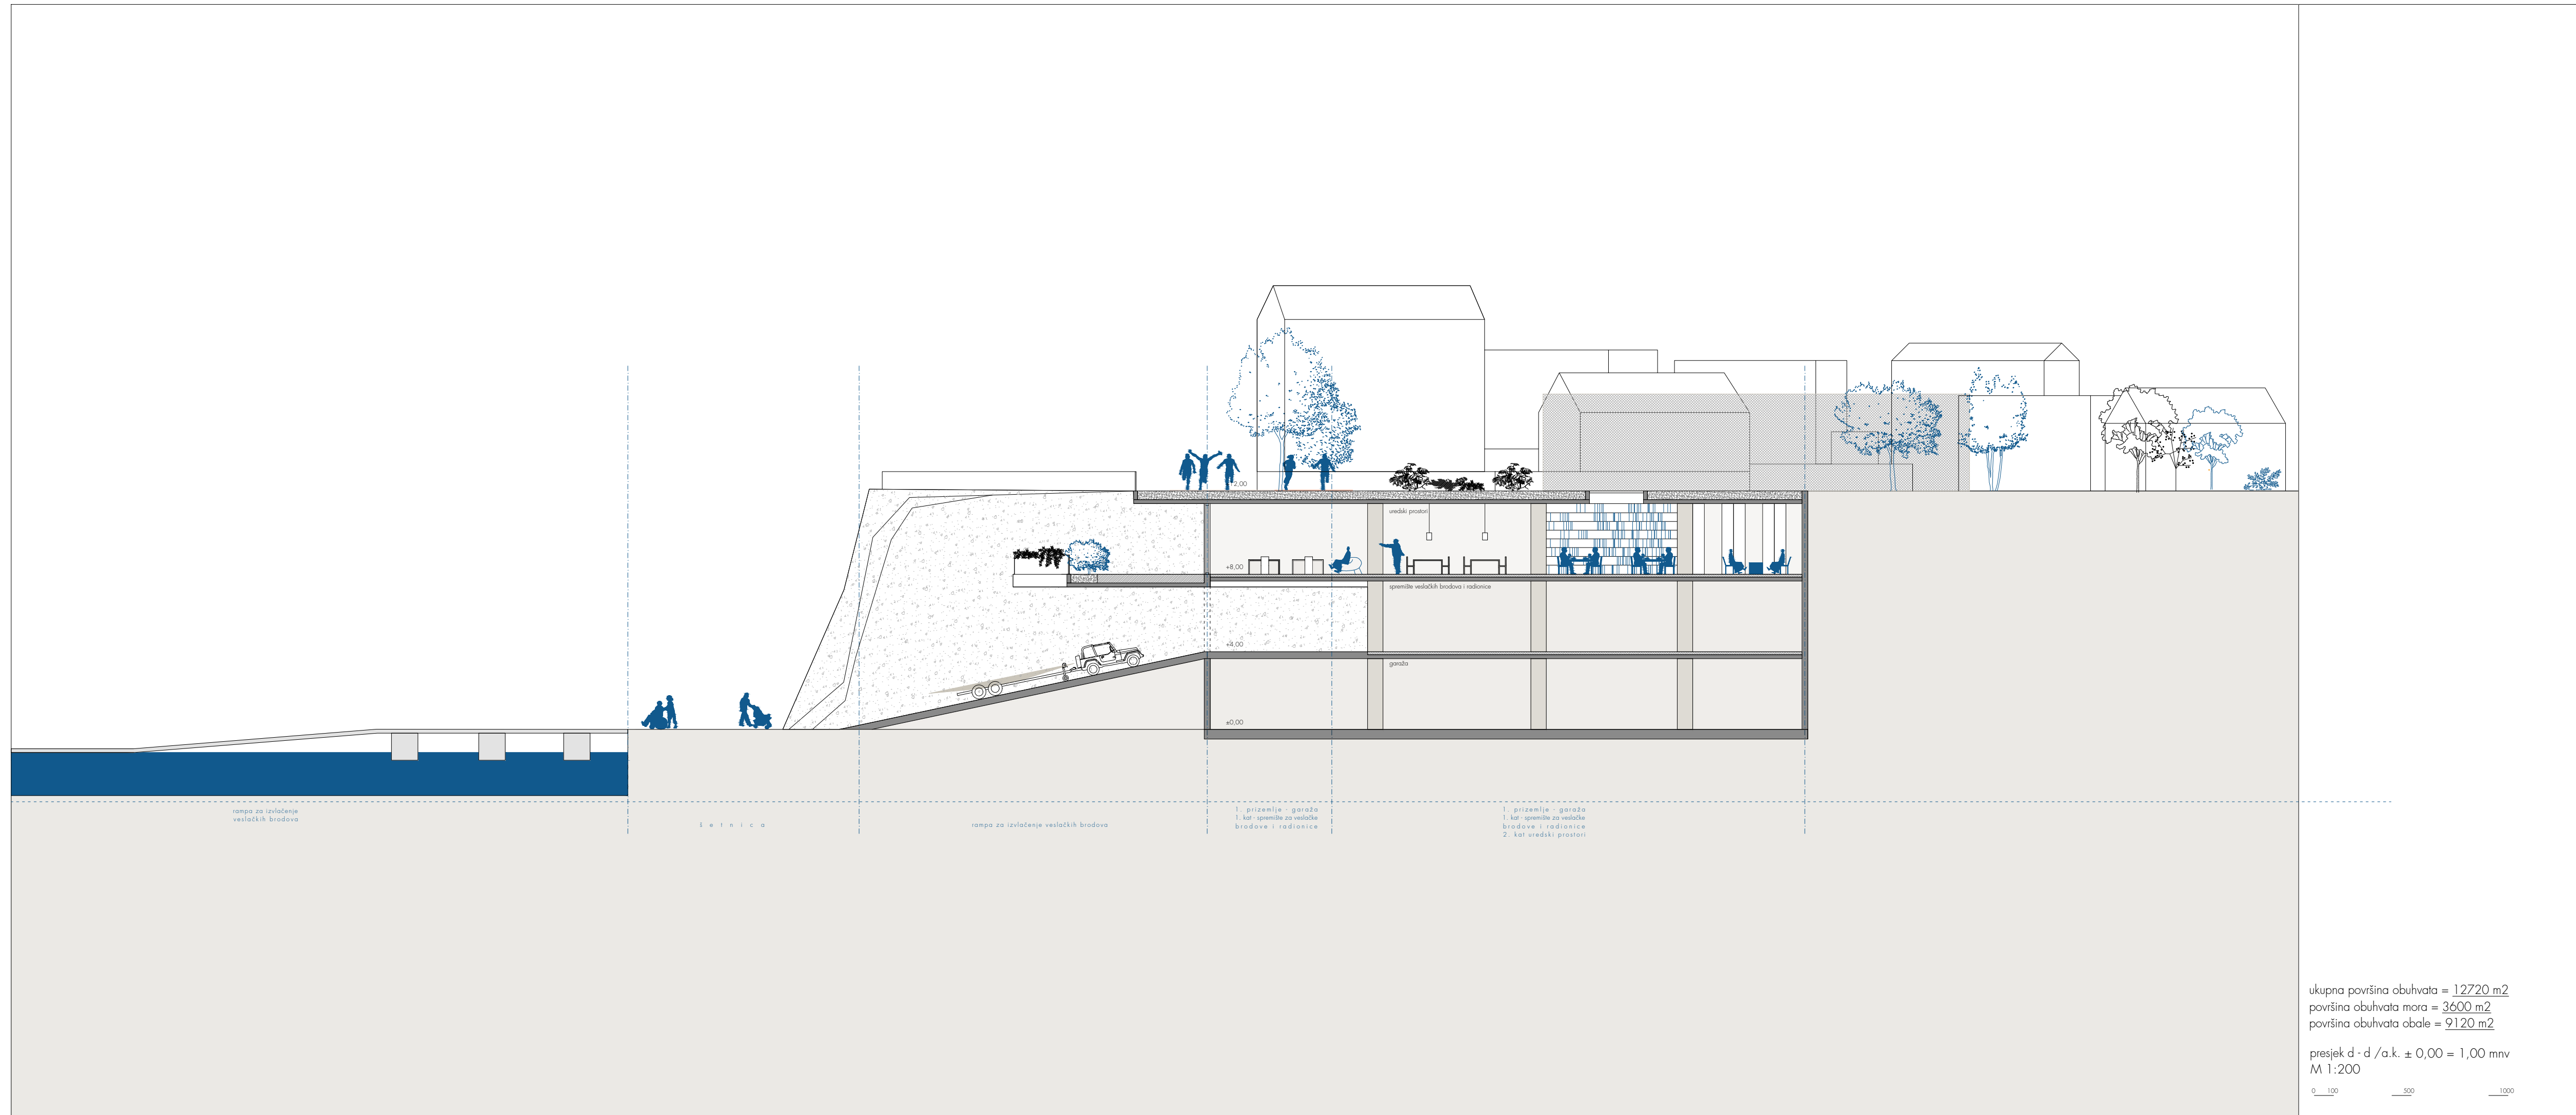 2,00
uredski prostori
+8,00
spremište veslačkih brodova i radionice
+4,00
garaža
±0,00
rampa za izvlačenje
veslačkih brodova
šetnica
rampa za izvlačenje veslačkih brodova
1. prizemlje - garaža
1. kat - spremište za veslačke
brodove i radionice
1. prizemlje - garaža
1. kat - spremište za veslačke
brodove i radionice
2. kat uredski prostori
ukupna površina obuhvata = 12720 m2
površina obuhvata mora = 3600 m2
površina obuhvata obale = 9120 m2
presjek d - d /a.k. ± 0,00 = 1,00 mnv
M 1:200
0 100 500 1000